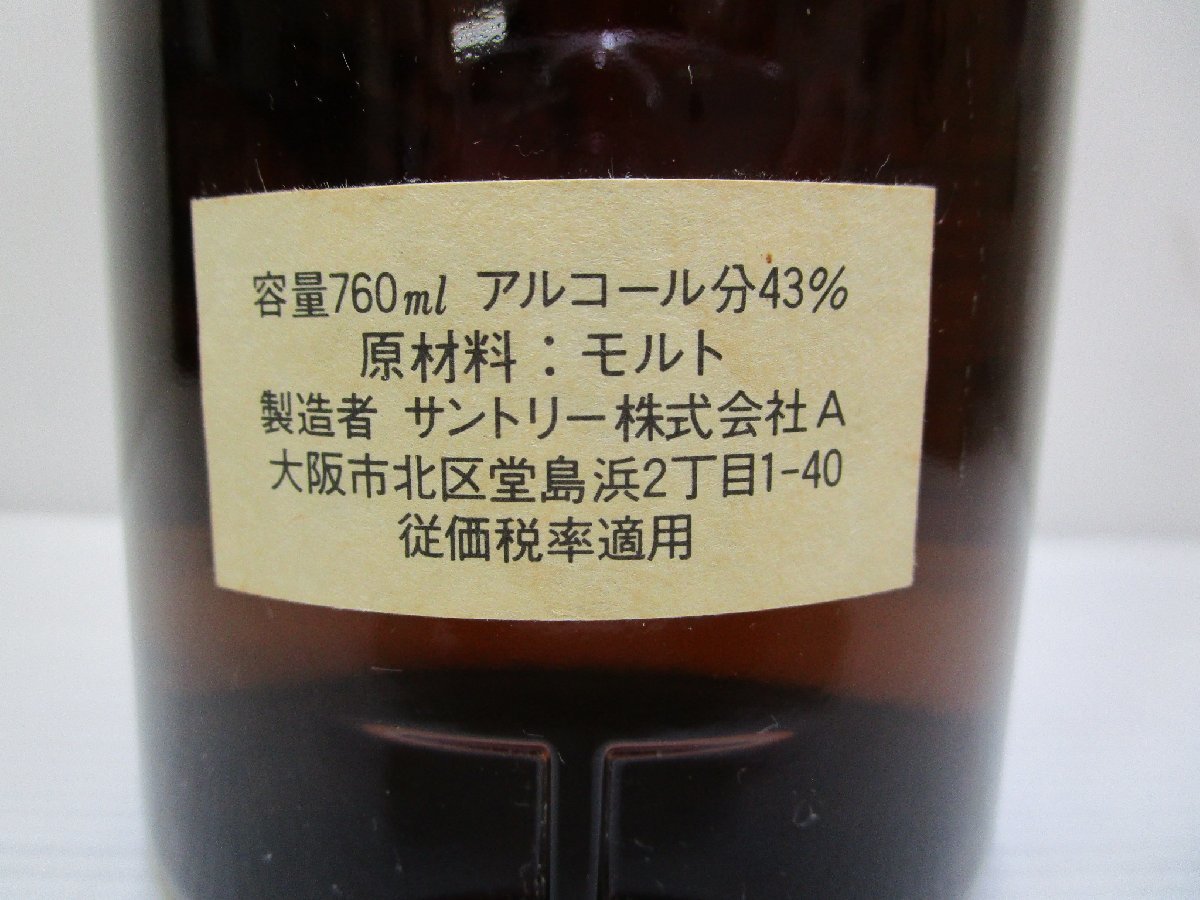 容量760ml アルコール分43%
原材料：モルト
製造者 サントリー株式会社A
大阪市北区堂島浜2丁目1-40
従価税率適用